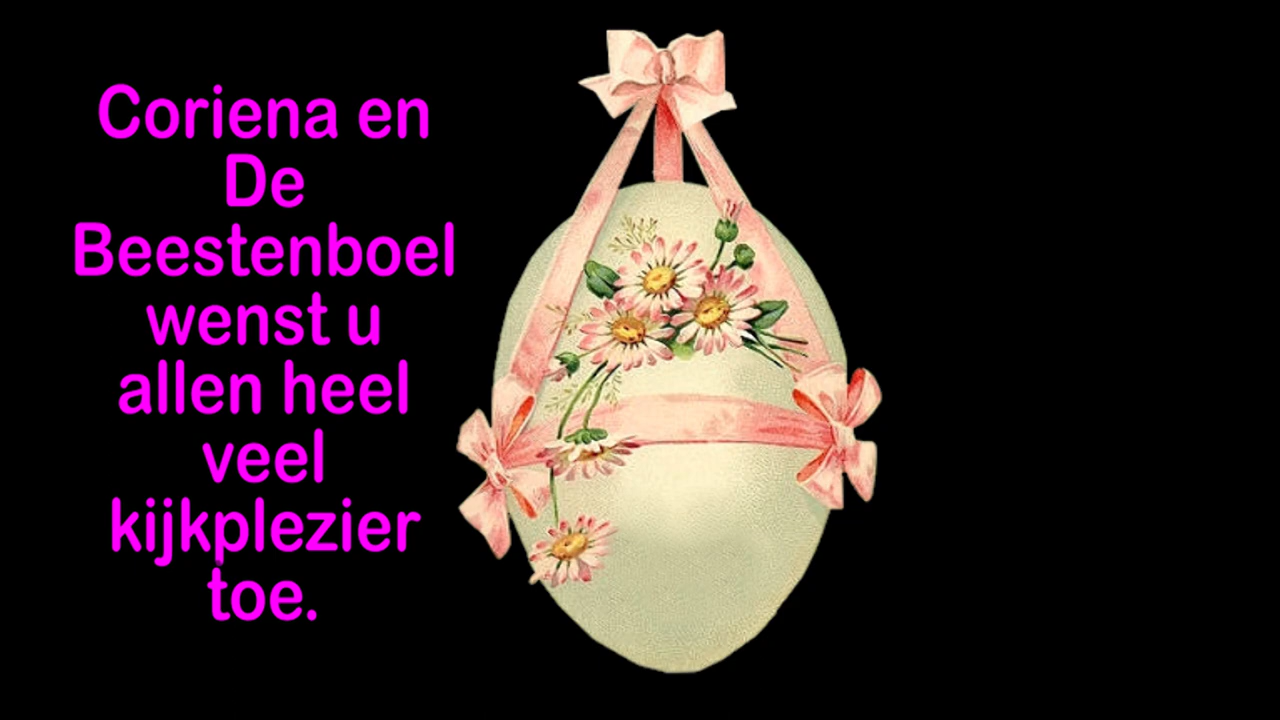 Coriena en
De
Beestenboel
wenst u
allen heel
veel
kijkplezier
toe.